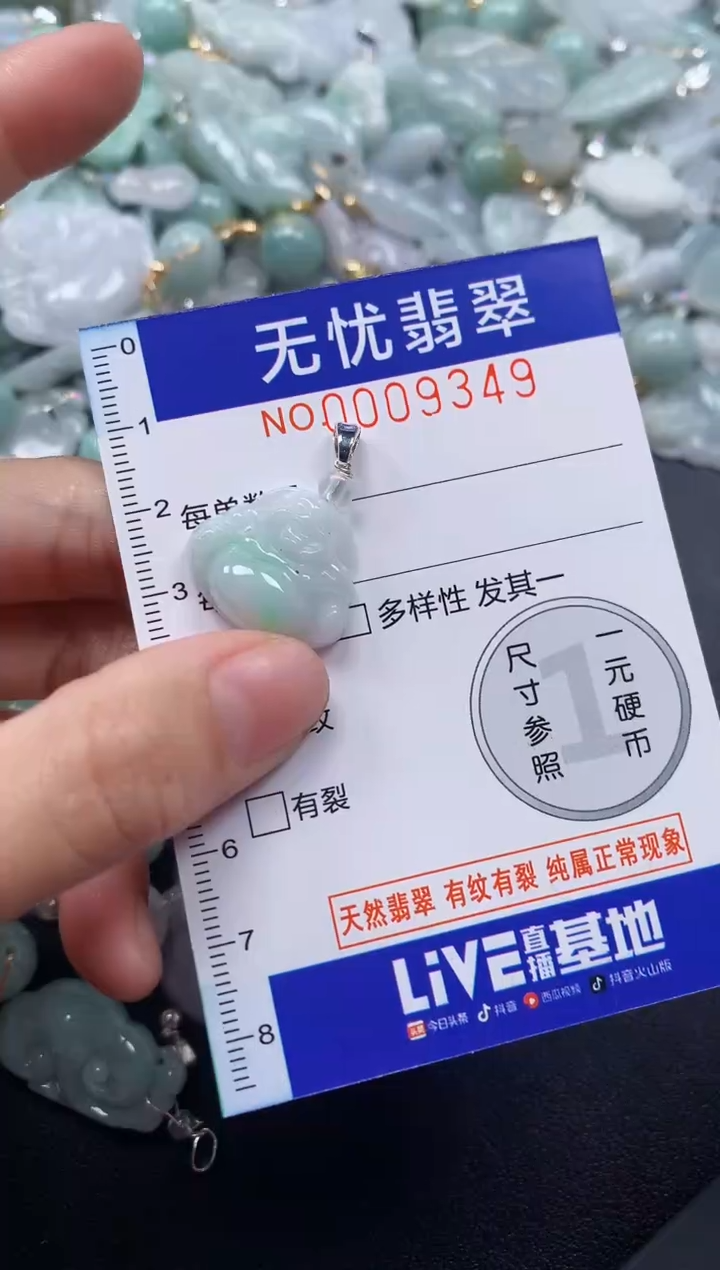 无忧翡翠
NO.0009349
0
1
2
每单数
3
多样性 发其一
尺寸参照
一元硬币
1
纹
有裂
6
天然翡翠 有纹有裂 纯属正常现象
7
LiVE直播基地
今日头条 抖音 西瓜视频 抖音火山版
8